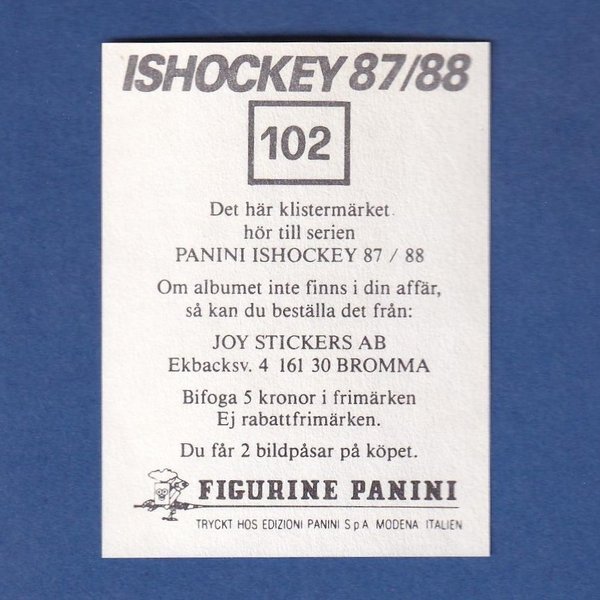 ISHOCKEY 87/88
102
Det här klistermärket
hör till serien
PANINI ISHOCKEY 87 / 88
Om albumet inte finns i din affär,
så kan du beställa det från:
JOY STICKERS AB
Ekbacksv. 4 161 30 BROMMA
Bifoga 5 kronor i frimärken
Ej rabattfrimärken.
Du får 2 bildpåsar på köpet.
FIGURINE PANINI
TRYCKT HOS EDIZIONI PANINI S.p.A. MODENA ITALIEN